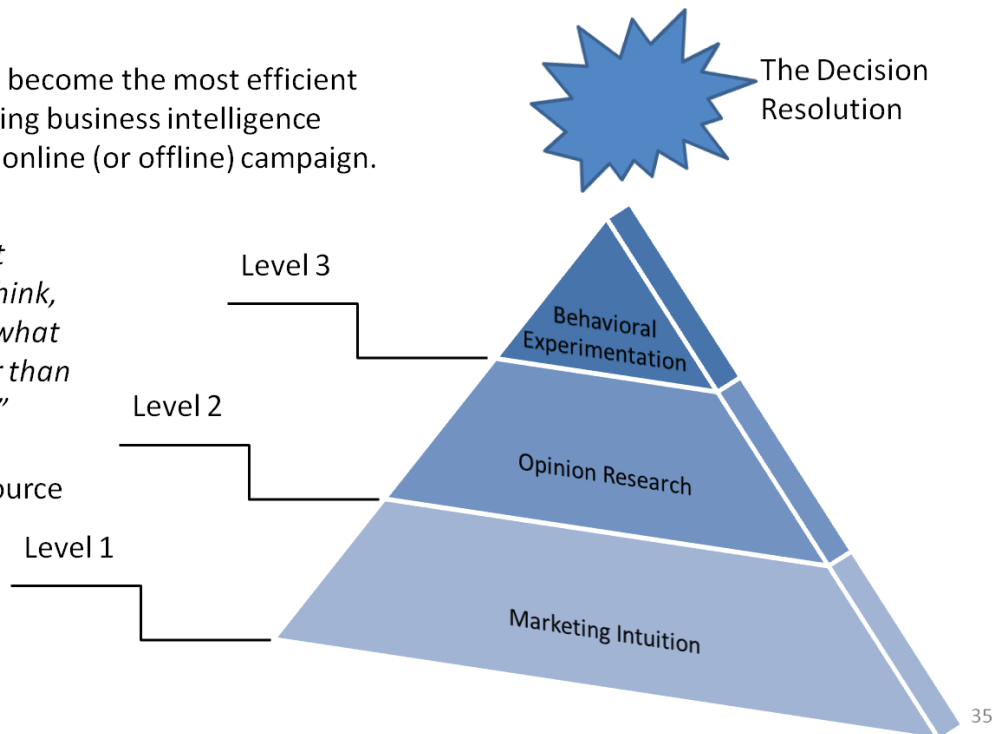 become the most efficient
ing business intelligence
online (or offline) campaign.
The Decision
Resolution
hink,
what
r than
”
ource
Level 3
Level 2
Level 1
Behavioral
Experimentation
Opinion Research
Marketing Intuition
35